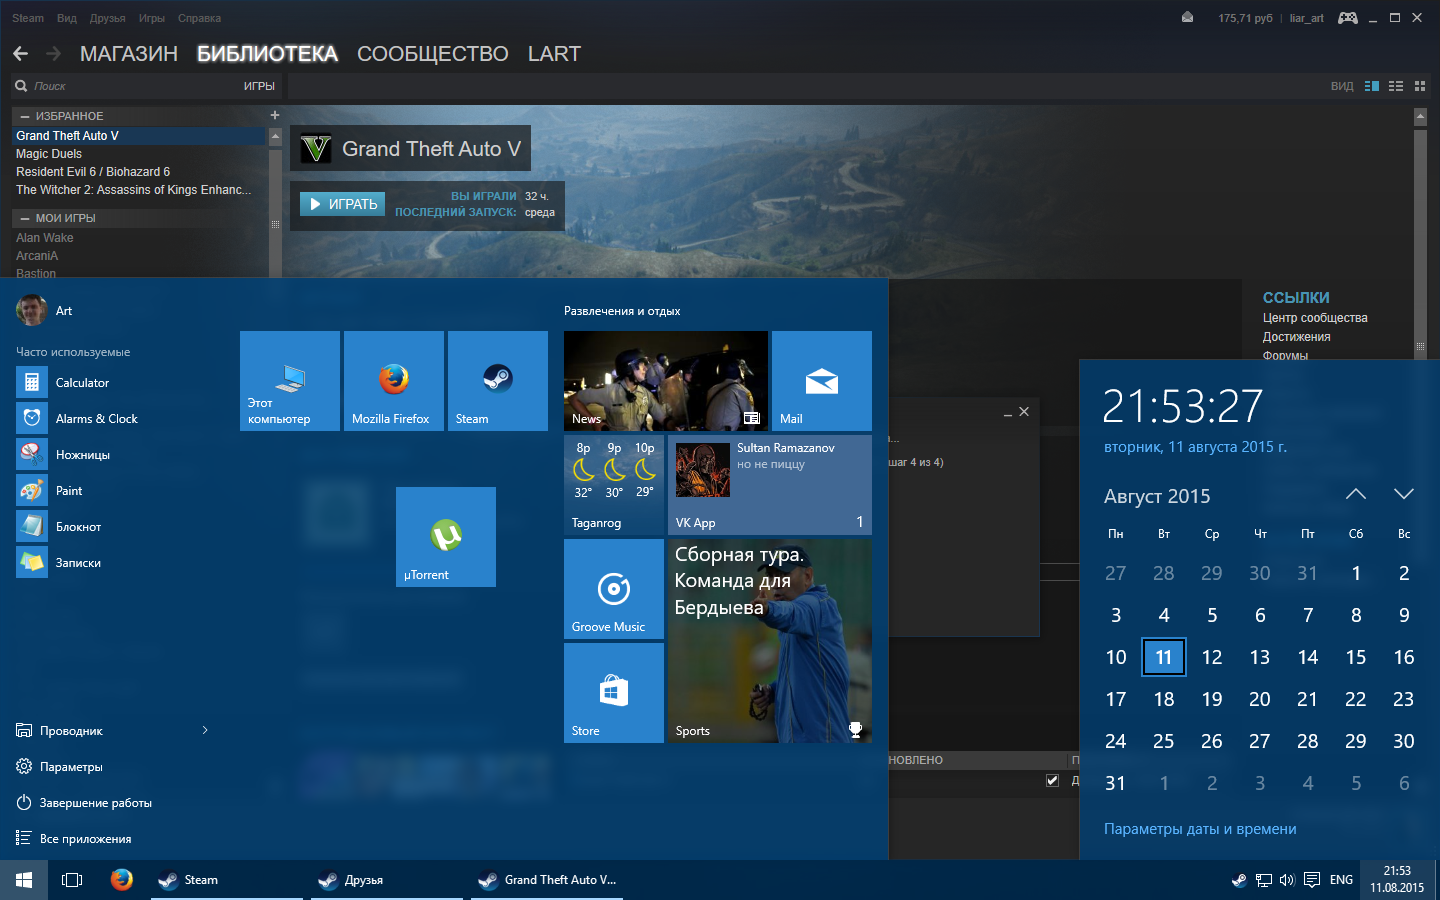 Steam Вид Друзья Игры Справка
175,71 руб | liar_art
МАГАЗИН БИБЛИОТЕКА СООБЩЕСТВО LART
Поиск ИГРЫ
ВИД
ИЗБРАННОЕ
Grand Theft Auto V
Magic Duels
Resident Evil 6 / Biohazard 6
The Witcher 2: Assassins of Kings Enhanc...
МОИ ИГРЫ
Alan Wake
ArcaniA
Bastion
Grand Theft Auto V
ИГРАТЬ
ВЫ ИГРАЛИ 32 ч.
ПОСЛЕДНИЙ ЗАПУСК: среда
ССЫЛКИ
Центр сообщества
Достижения
Форумы
Art
Часто используемые
Calculator
Alarms & Clock
Ножницы
Paint
Блокнот
Записки
Проводник
Параметры
Завершение работы
Все приложения
Этот
компьютер
Mozilla Firefox
Steam
µTorrent
Развлечения и отдых
News
Mail
8p 9p 10p
32° 30° 29°
Taganrog
Sultan Ramazanov
но не пиццу
VK App 1
Groove Music
Сборная тура.
Команда для
Бердыева
Store
Sports
...
шаг 4 из 4)
НОВЛЕНО
21:53:27
вторник, 11 августа 2015 г.
Август 2015
Пн Вт Ср Чт Пт Сб Вс
27 28 29 30 31 1 2
3 4 5 6 7 8 9
10 11 12 13 14 15 16
17 18 19 20 21 22 23
24 25 26 27 28 29 30
31 1 2 3 4 5 6
Параметры даты и времени
Steam
Друзья
Grand Theft Auto V...
ENG
21:53
11.08.2015